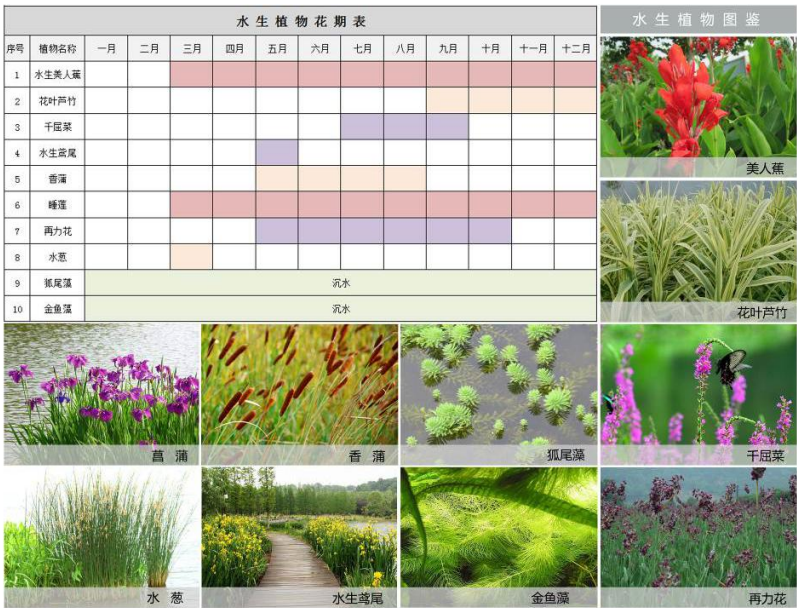 水生植物花期表
序号 植物名称 一月 二月 三月 四月 五月 六月 七月 八月 九月 十月 十一月 十二月
1 水生美人蕉
2 花叶芦竹
3 千屈菜
4 水生鸢尾
5 香蒲
6 睡莲
7 再力花
8 水葱
9 狐尾藻 沉水
10 金鱼藻 沉水
水生植物图鉴
美人蕉
花叶芦竹
菖蒲
香蒲
狐尾藻
千屈菜
水葱
水生鸢尾
金鱼藻
再力花